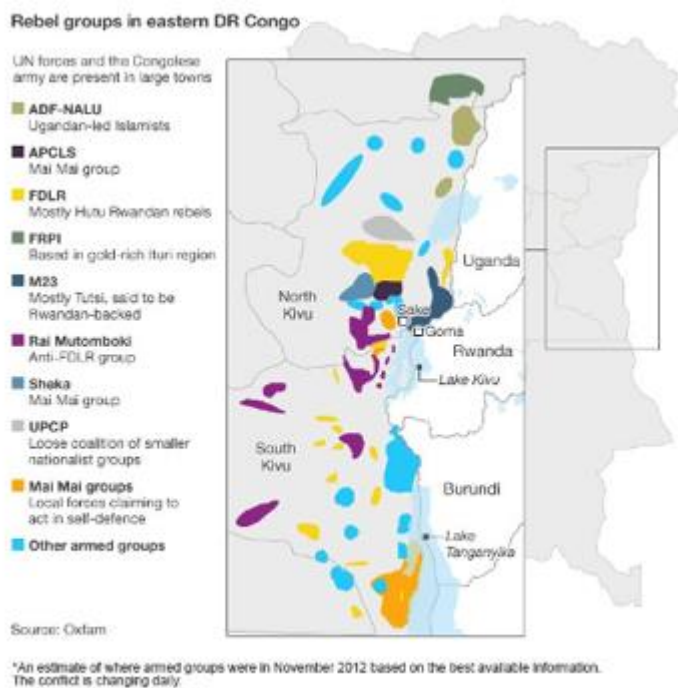 Rebel groups in eastern DR Congo
UN forces and the Congolese
army are present in large towns
ADF-NALU
Ugandan-led Islamists
APCLS
Mai Mai group
FDLR
Mostly Hutu Rwandan rebels
FRPI
Based in gold-rich Ituri region
M23
Mostly Tutsi, said to be
Rwandan-backed
Rai Mutomboki
Anti-FDLR group
Sheka
Mai Mai group
UPCP
Loose coalition of smaller
nationalist groups
Mai Mai groups
Local forces claiming to
act in self-defence
Other armed groups
Source: Oxfam
Uganda
North
Kivu
Sake
Goma
Rwanda
Lake Kivu
South
Kivu
Burundi
Lake
Tanganyika
*An estimate of where armed groups were in November 2012 based on the best available information.
The conflict is changing daily.